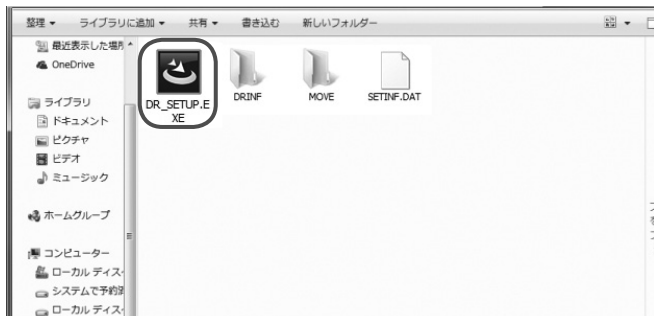 整理 ▼ ライブラリに追加 ▼ 共有 ▼ 書き込む 新しいフォルダー
最近表示した場所
OneDrive
ライブラリ
ドキュメント
ピクチャ
ビデオ
ミュージック
ホームグループ
コンピューター
ローカル ディス
システムで予約済
ローカル ディス
DR_SETUP.E
XE
DRINF
MOVE
SETINF.DAT